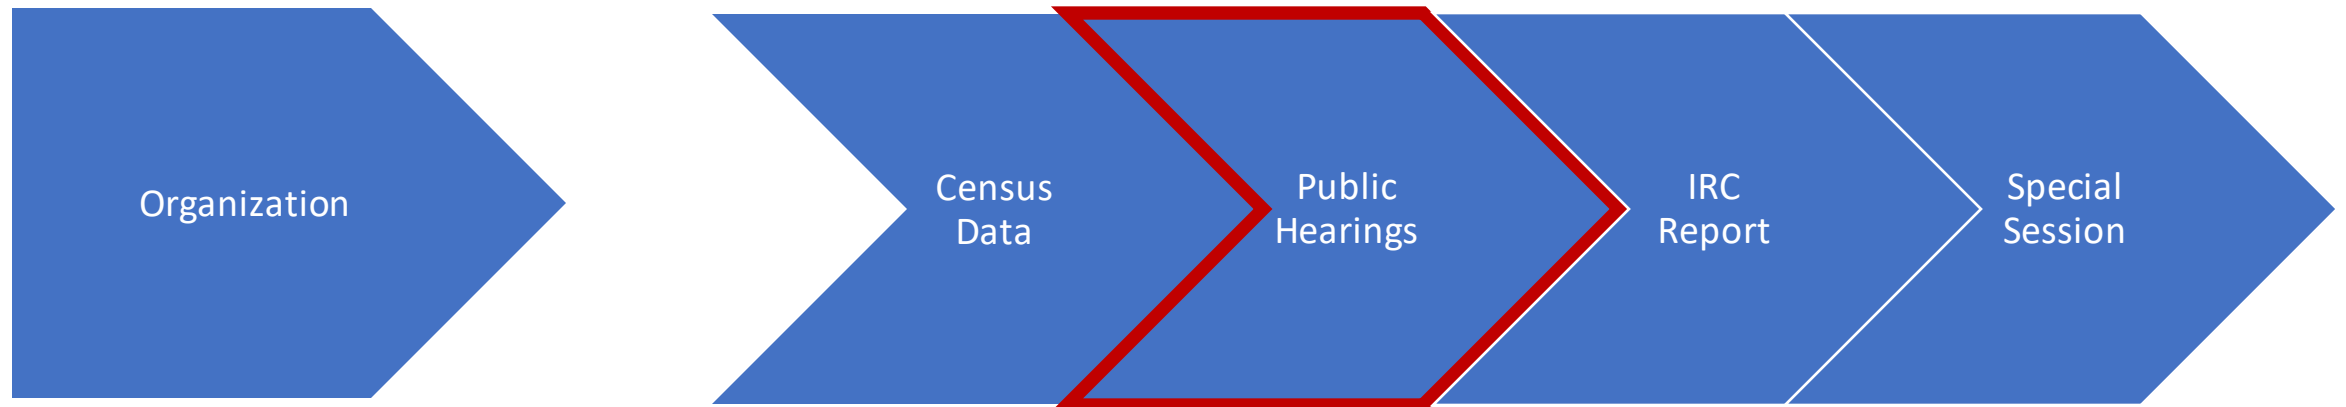 Organization
Census
Data
Public
Hearings
IRC
Report
Special
Session